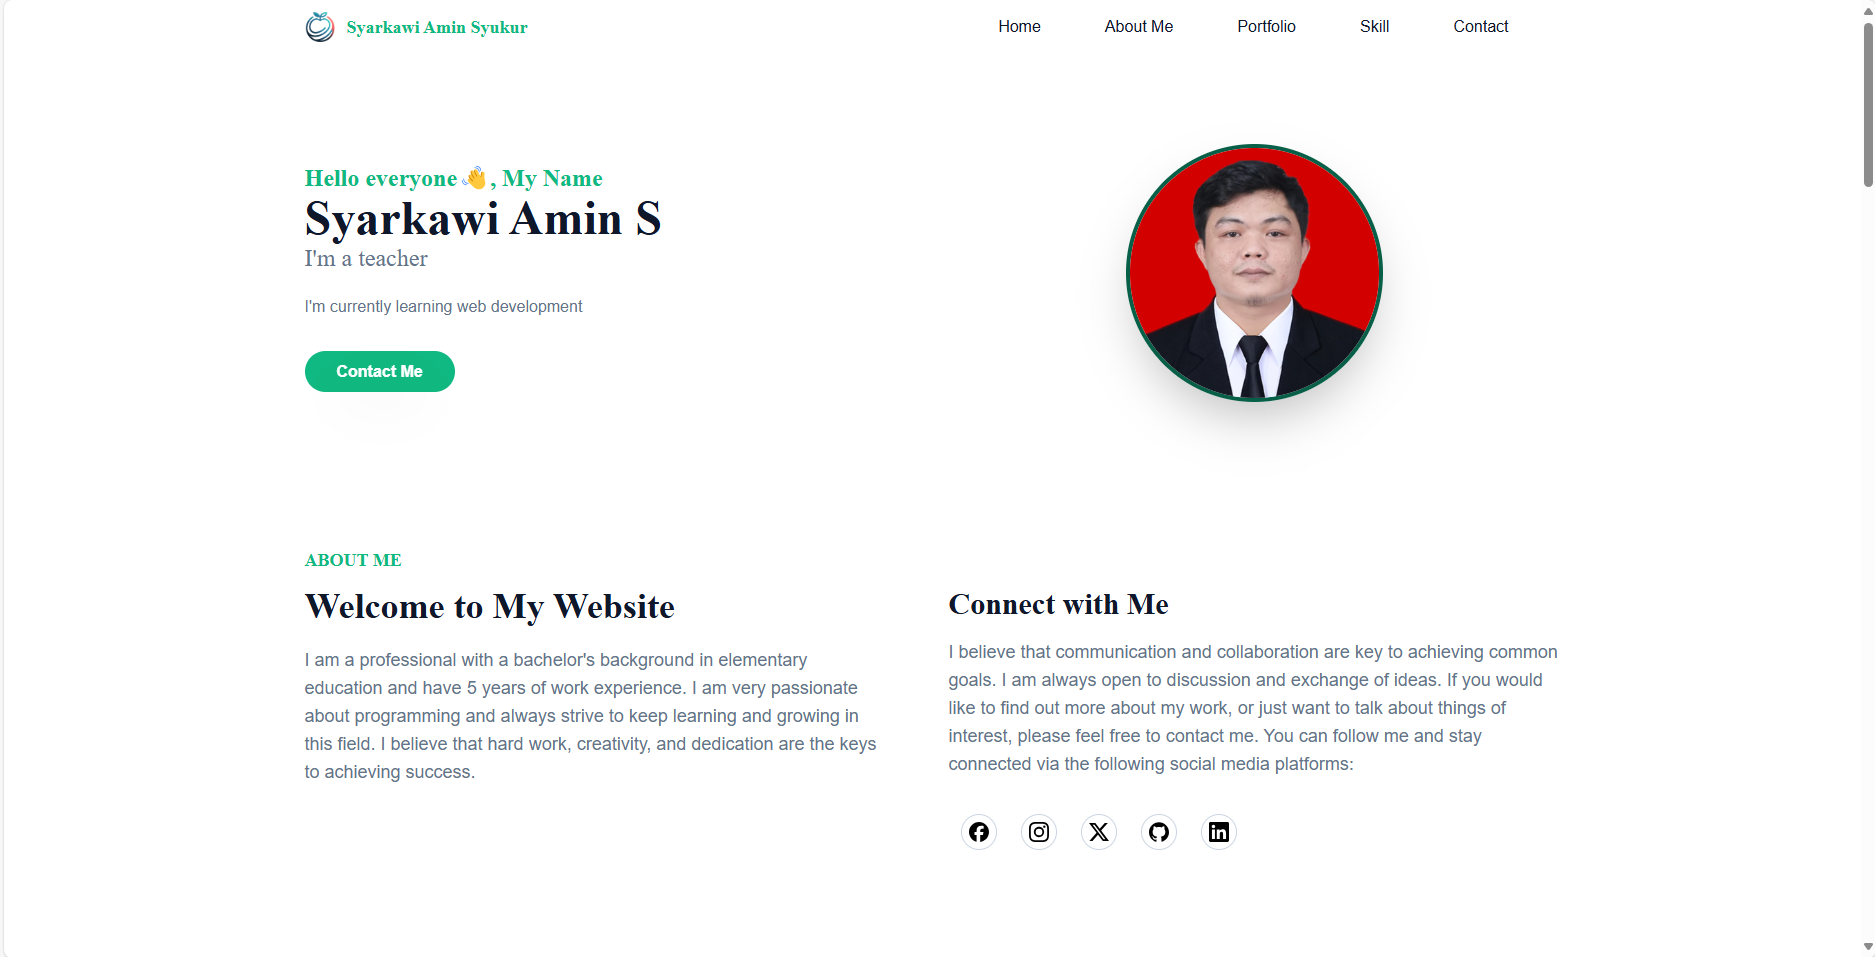 Syarkawi Amin Syukur
Home
About Me
Portfolio
Skill
Contact
Hello everyone👋, My Name
Syarkawi Amin S
I'm a teacher
I'm currently learning web development
Contact Me
ABOUT ME
Welcome to My Website
I am a professional with a bachelor's background in elementary
education and have 5 years of work experience. I am very passionate
about programming and always strive to keep learning and growing in
this field. I believe that hard work, creativity, and dedication are the keys
to achieving success.
Connect with Me
I believe that communication and collaboration are key to achieving common
goals. I am always open to discussion and exchange of ideas. If you would
like to find out more about my work, or just want to talk about things of
interest, please feel free to contact me. You can follow me and stay
connected via the following social media platforms: